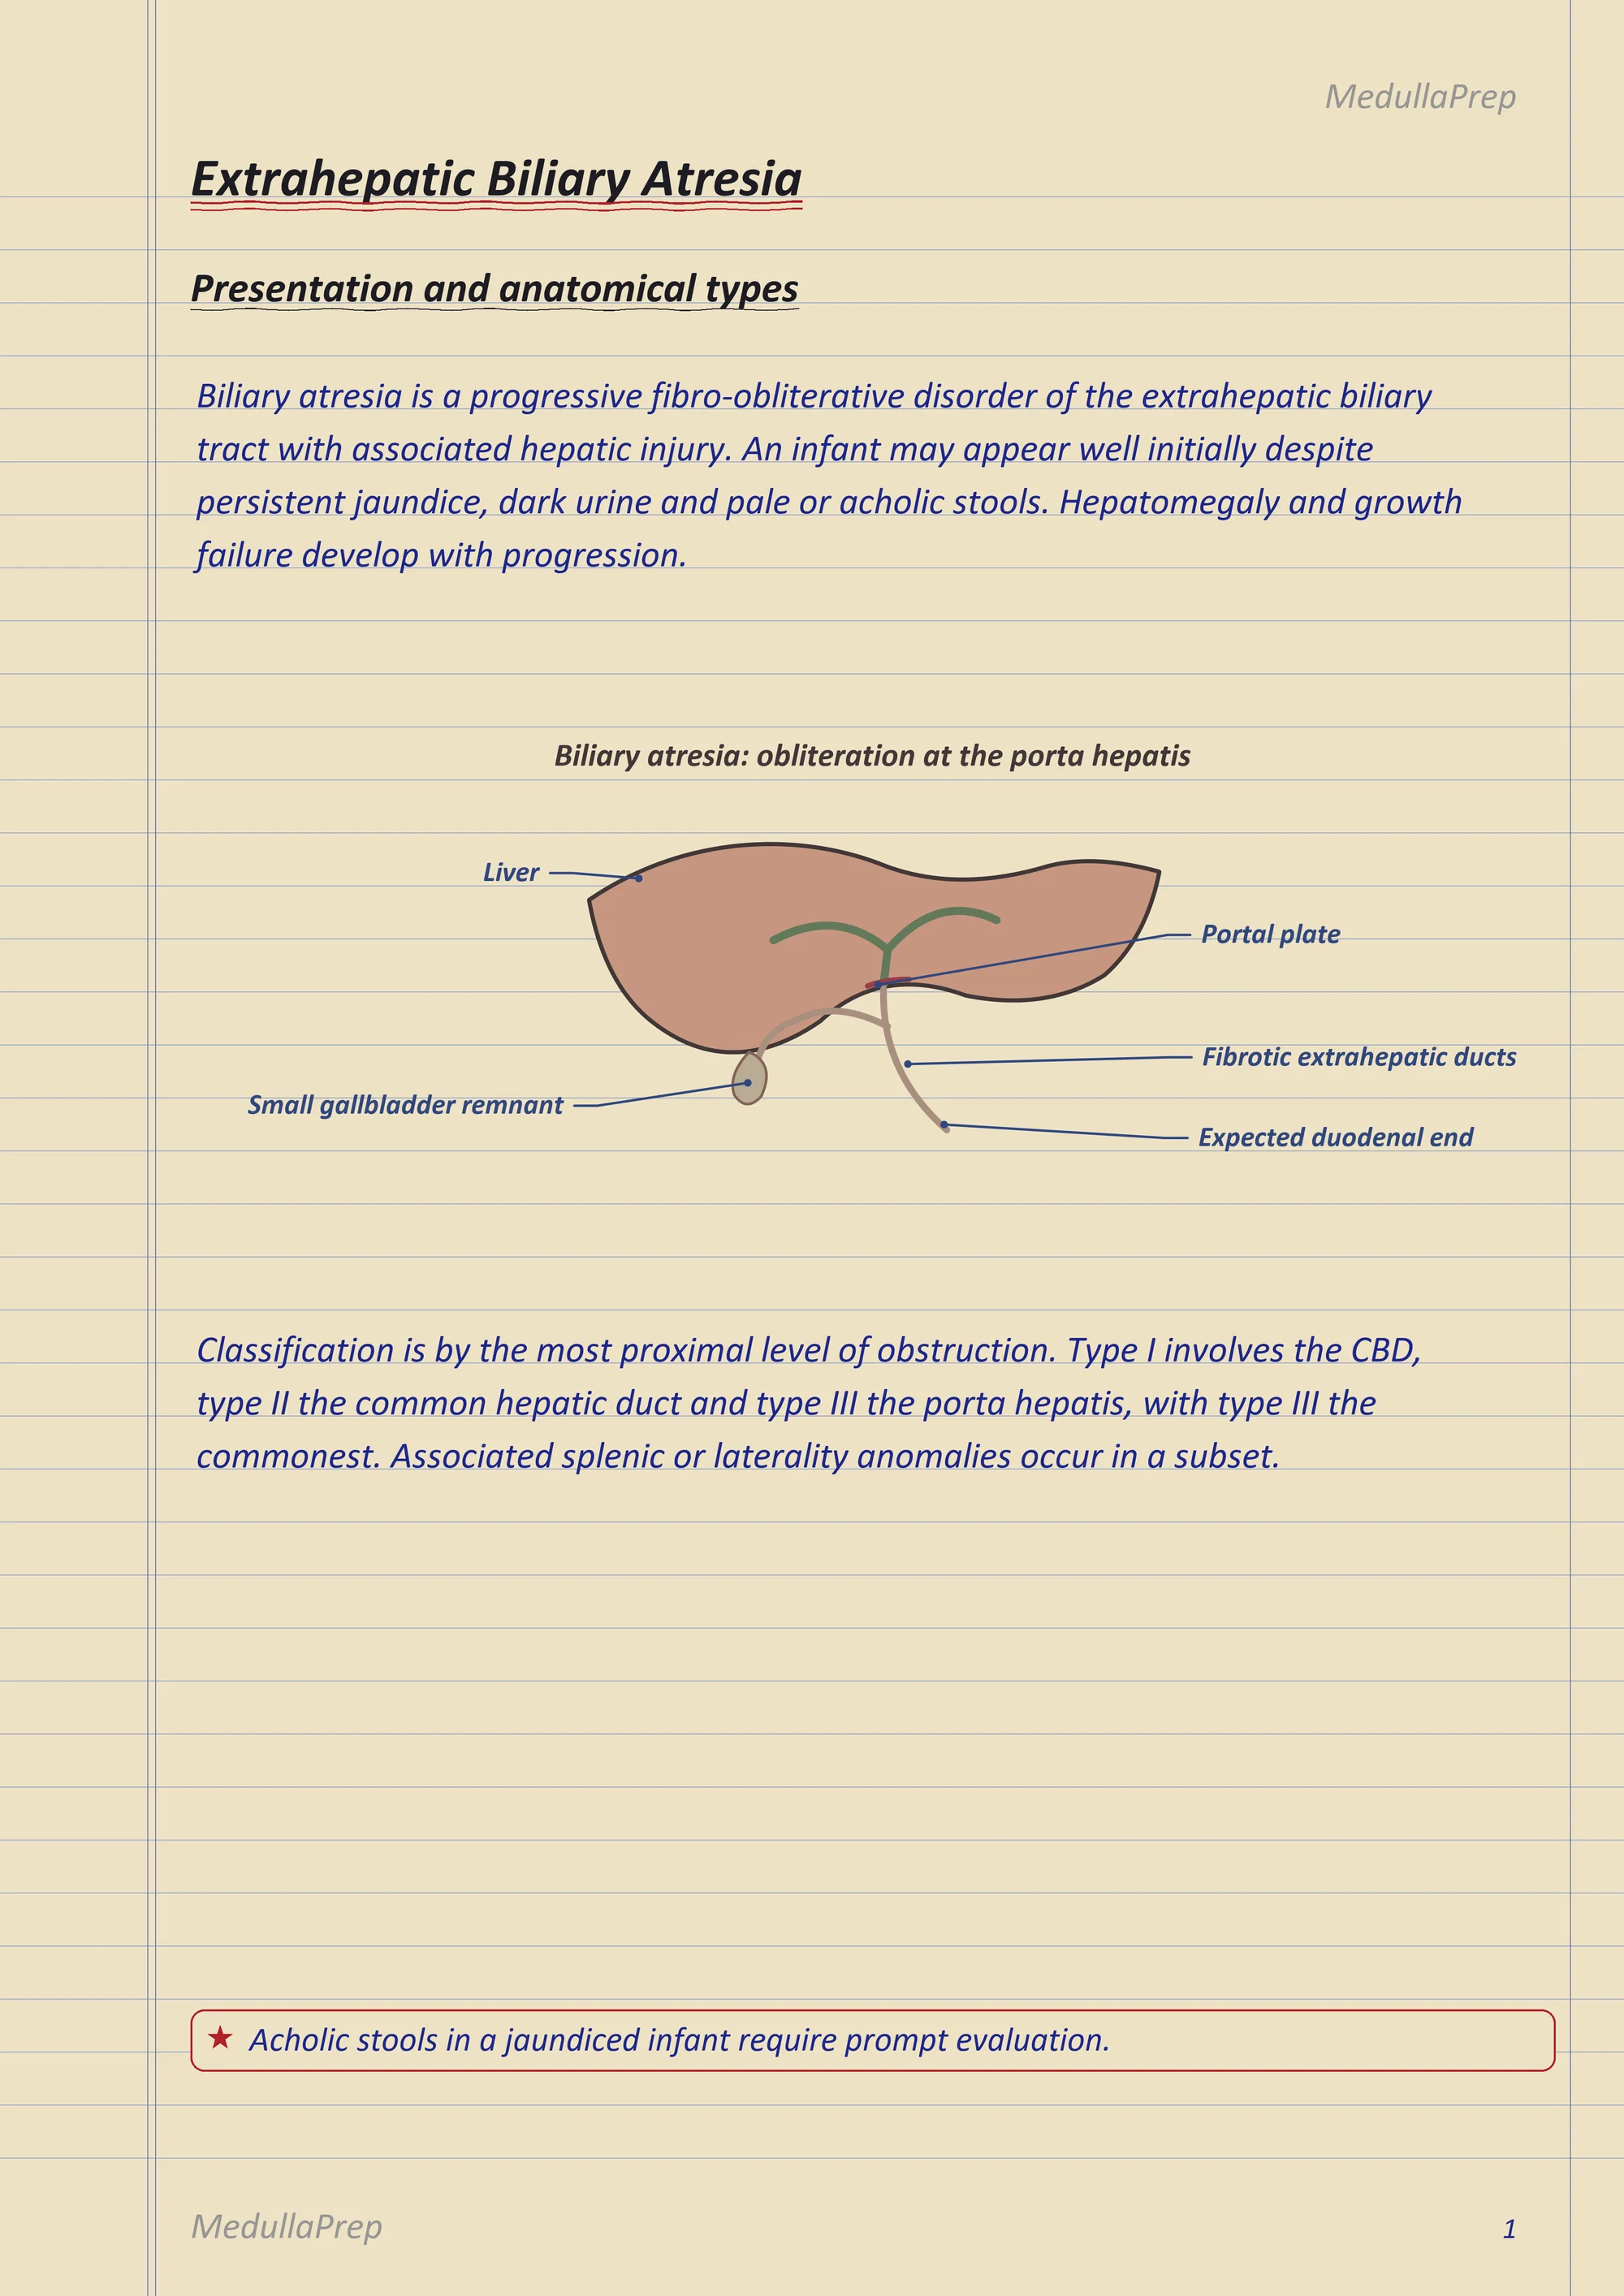 MedullaPrep
Extrahepatic Biliary Atresia
Presentation and anatomical types
Biliary atresia is a progressive fibro-obliterative disorder of the extrahepatic biliary
tract with associated hepatic injury. An infant may appear well initially despite
persistent jaundice, dark urine and pale or acholic stools. Hepatomegaly and growth
failure develop with progression.
Biliary atresia: obliteration at the porta hepatis
Liver
Portal plate
Fibrotic extrahepatic ducts
Small gallbladder remnant
Expected duodenal end
Classification is by the most proximal level of obstruction. Type I involves the CBD,
type II the common hepatic duct and type III the porta hepatis, with type III the
commonest. Associated splenic or laterality anomalies occur in a subset.
★ Acholic stools in a jaundiced infant require prompt evaluation.
MedullaPrep
1